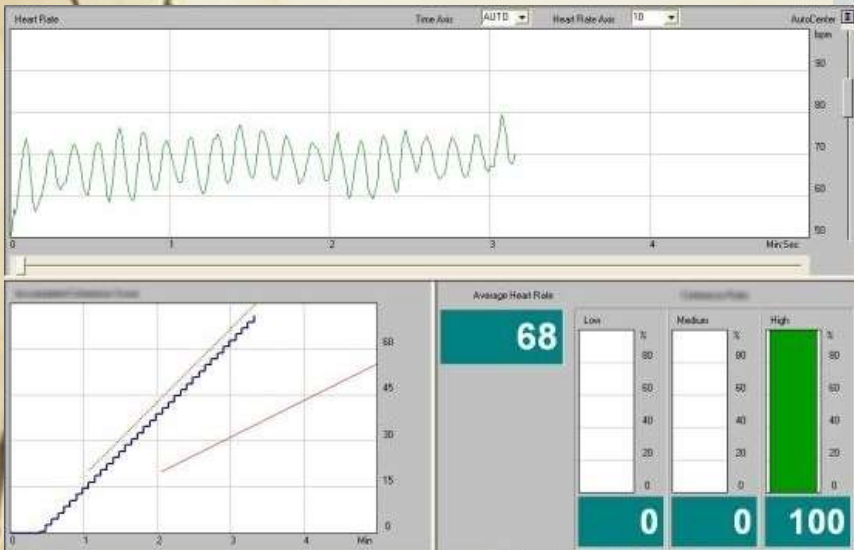 Heart Rate Time Axis AUTO Heart Rate Axis 10 AutoCenter
bpm
90
80
70
60
50
0 1 2 3 4 Min:Sec
60
45
30
15
0
0 1 2 3 4 Min
Average Heart Rate
68
Low Medium High
% % %
80 80 80
60 60 60
40 40 40
20 20 20
0 0 0
0 0 100